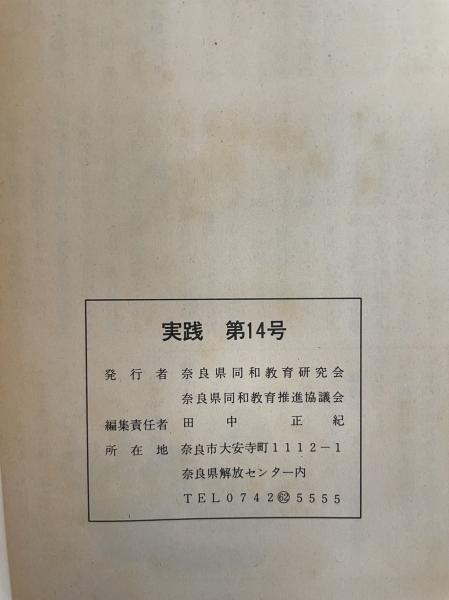 実践 第14号
発行者 奈良県同和教育研究会
奈良県同和教育推進協議会
編集責任者 田中正紀
所在地 奈良市大安寺町1112-1
奈良県解放センター内
TEL0742㊷5555